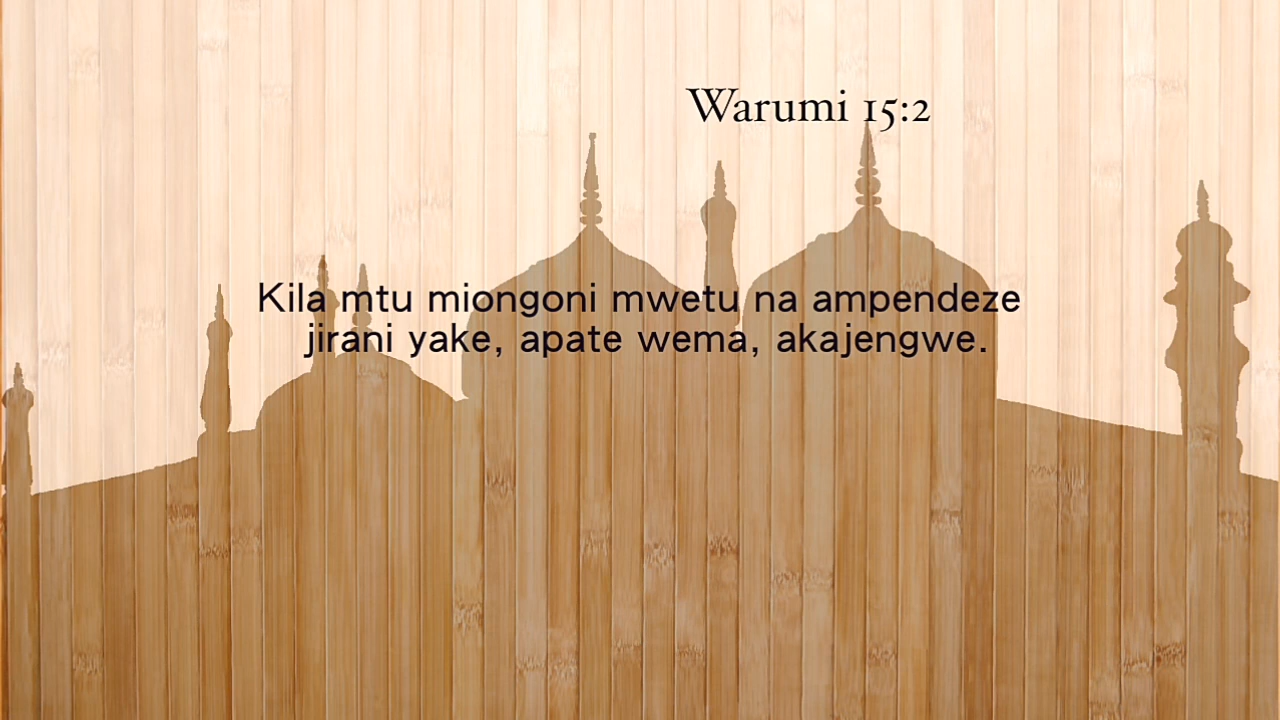 Warumi 15:2
Kila mtu miongoni mwetu na ampendeze
jirani yake, apate wema, akajengwe.